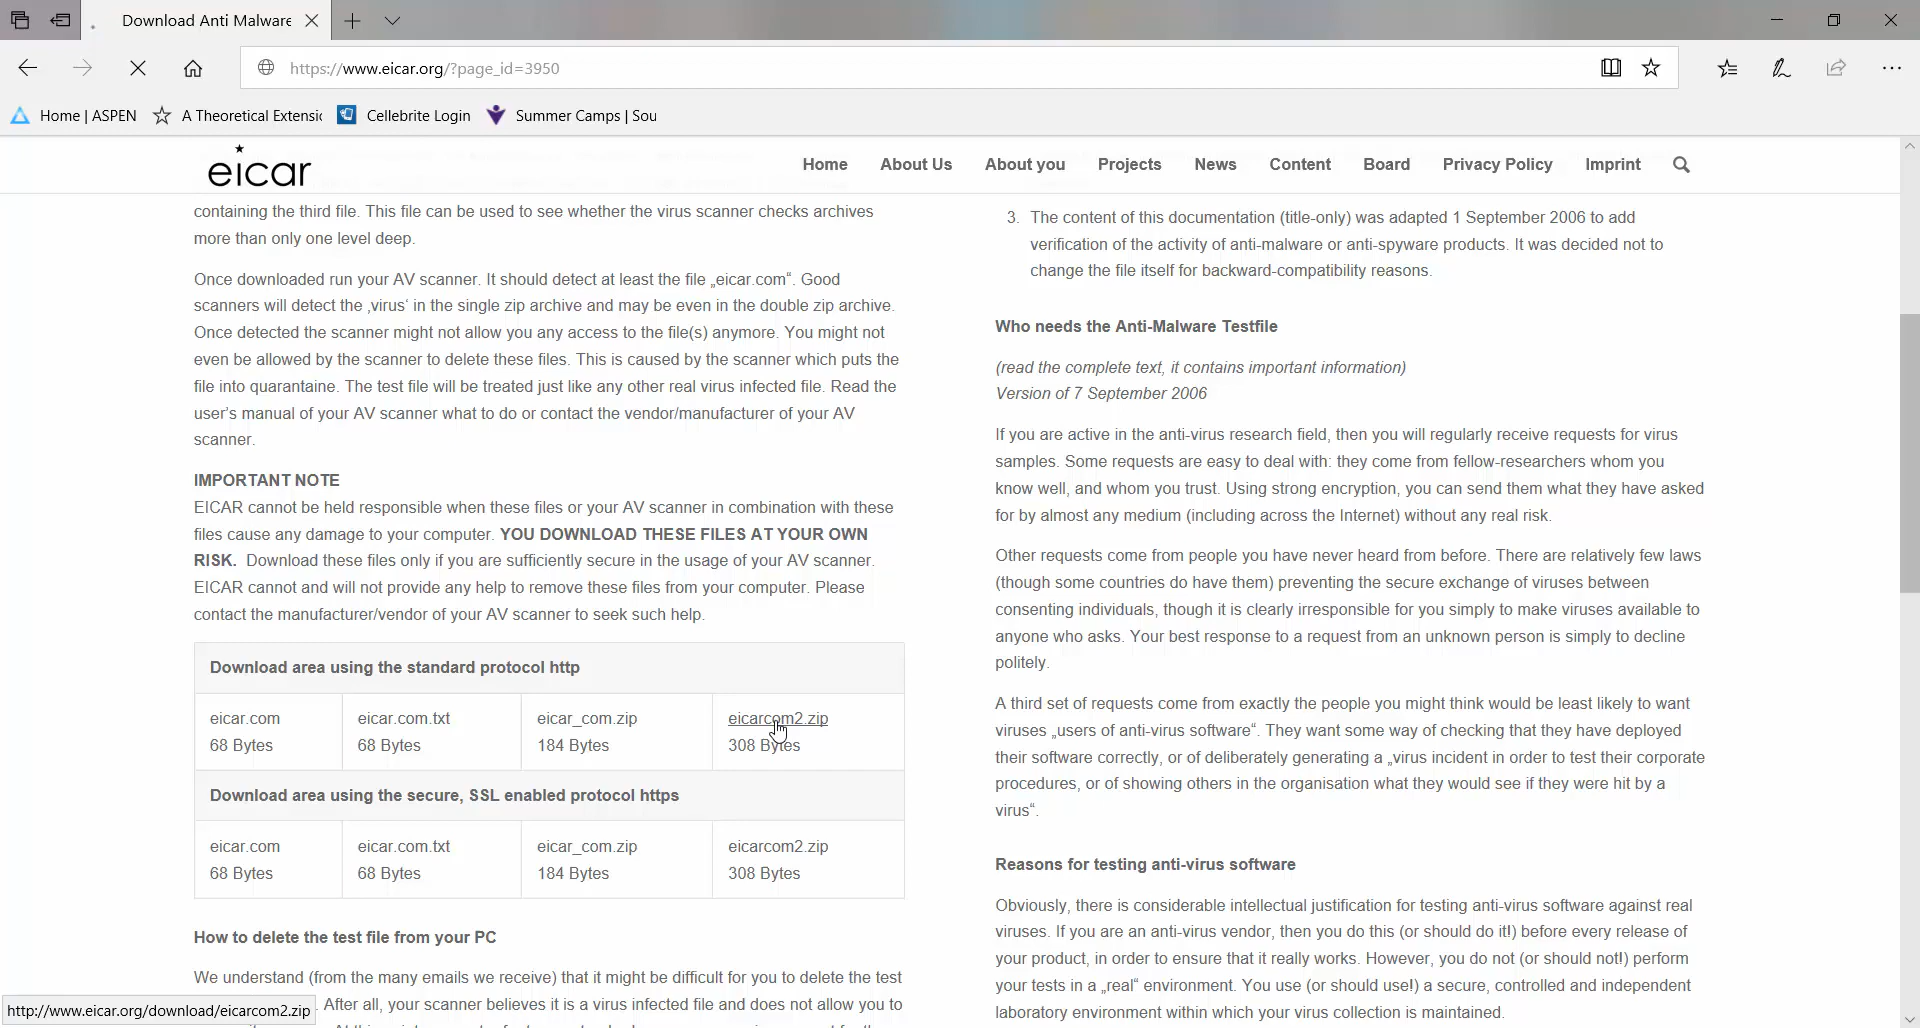 Download Anti Malware
https://www.eicar.org/?page_id=3950
Home | ASPEN
A Theoretical Extensic
Cellebrite Login
Summer Camps | Sou
eicar
Home
About Us
About you
Projects
News
Content
Board
Privacy Policy
Imprint
containing the third file. This file can be used to see whether the virus scanner checks archives
more than only one level deep.
Once downloaded run your AV scanner. It should detect at least the file „eicar.com“. Good
scanners will detect the ‚virus‘ in the single zip archive and may be even in the double zip archive.
Once detected the scanner might not allow you any access to the file(s) anymore. You might not
even be allowed by the scanner to delete these files. This is caused by the scanner which puts the
file into quarantaine. The test file will be treated just like any other real virus infected file. Read the
user's manual of your AV scanner what to do or contact the vendor/manufacturer of your AV
scanner.
IMPORTANT NOTE
EICAR cannot be held responsible when these files or your AV scanner in combination with these
files cause any damage to your computer. YOU DOWNLOAD THESE FILES AT YOUR OWN
RISK. Download these files only if you are sufficiently secure in the usage of your AV scanner.
EICAR cannot and will not provide any help to remove these files from your computer. Please
contact the manufacturer/vendor of your AV scanner to seek such help.
Download area using the standard protocol http
eicar.com
68 Bytes
eicar.com.txt
68 Bytes
eicar_com.zip
184 Bytes
eicarcom2.zip
308 Bytes
Download area using the secure, SSL enabled protocol https
eicar.com
68 Bytes
eicar.com.txt
68 Bytes
eicar_com.zip
184 Bytes
eicarcom2.zip
308 Bytes
How to delete the test file from your PC
We understand (from the many emails we receive) that it might be difficult for you to delete the test
After all, your scanner believes it is a virus infected file and does not allow you to
http://www.eicar.org/download/eicarcom2.zip
3. The content of this documentation (title-only) was adapted 1 September 2006 to add
verification of the activity of anti-malware or anti-spyware products. It was decided not to
change the file itself for backward-compatibility reasons.
Who needs the Anti-Malware Testfile
(read the complete text, it contains important information)
Version of 7 September 2006
If you are active in the anti-virus research field, then you will regularly receive requests for virus
samples. Some requests are easy to deal with: they come from fellow-researchers whom you
know well, and whom you trust. Using strong encryption, you can send them what they have asked
for by almost any medium (including across the Internet) without any real risk.
Other requests come from people you have never heard from before. There are relatively few laws
(though some countries do have them) preventing the secure exchange of viruses between
consenting individuals, though it is clearly irresponsible for you simply to make viruses available to
anyone who asks. Your best response to a request from an unknown person is simply to decline
politely.
A third set of requests come from exactly the people you might think would be least likely to want
viruses „users of anti-virus software“. They want some way of checking that they have deployed
their software correctly, or of deliberately generating a „virus incident in order to test their corporate
procedures, or of showing others in the organisation what they would see if they were hit by a
virus“.
Reasons for testing anti-virus software
Obviously, there is considerable intellectual justification for testing anti-virus software against real
viruses. If you are an anti-virus vendor, then you do this (or should do it!) before every release of
your product, in order to ensure that it really works. However, you do not (or should not!) perform
your tests in a „real“ environment. You use (or should use!) a secure, controlled and independent
laboratory environment within which your virus collection is maintained.